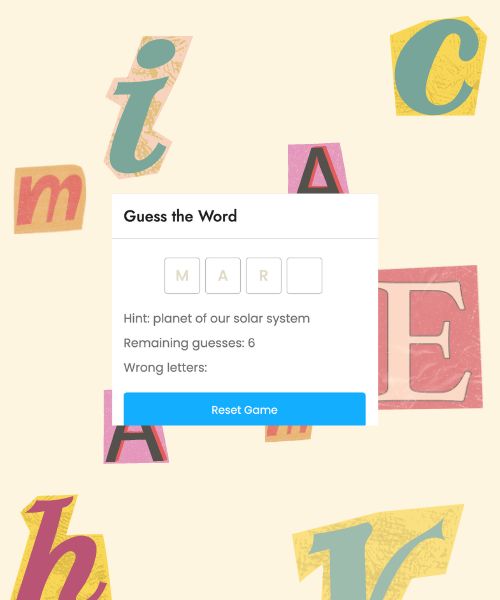 i
c
m
A
Guess the Word
M A R
Hint: planet of our solar system
Remaining guesses: 6
Wrong letters:
Reset Game
E
A
m
h
r